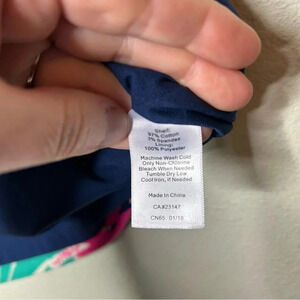 Shell:
97% Cotton
3% Spandex
Lining:
100% Polyester
Machine Wash Cold
Only Non-Chlorine
Bleach When Needed
Tumble Dry Low
Cool Iron, if Needed
Made In China
CA#23147
CN65 01/18